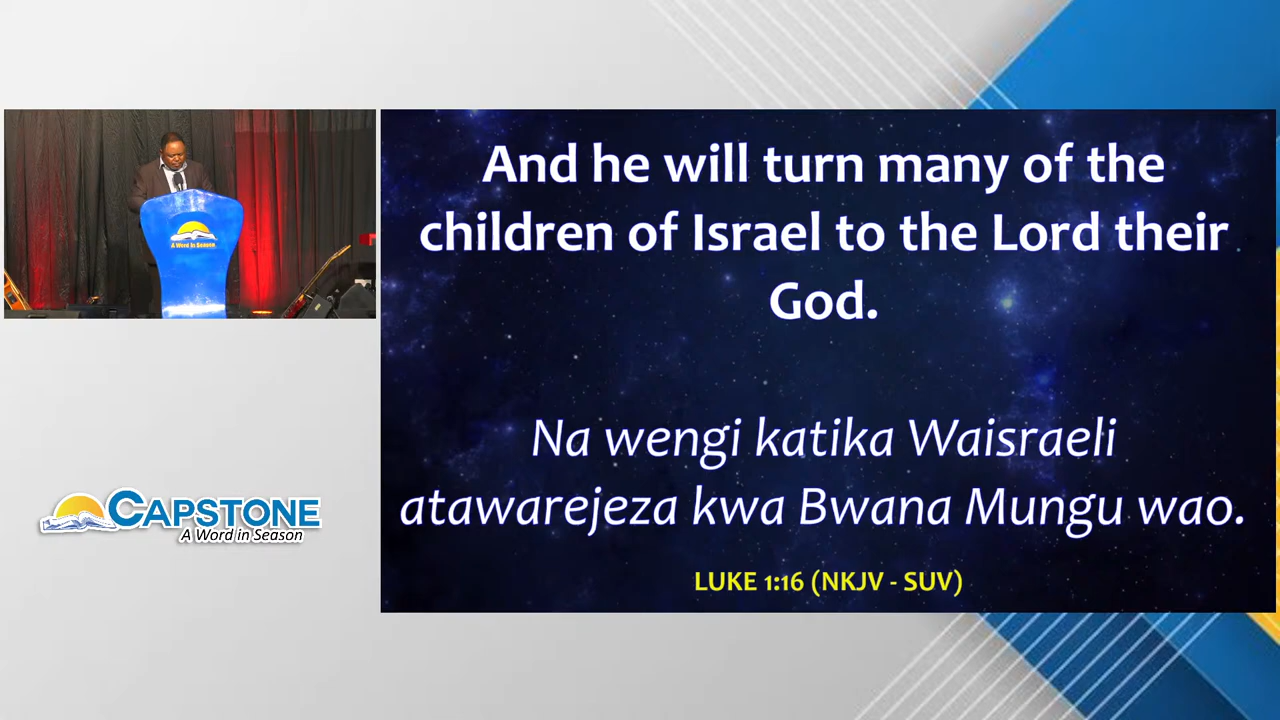 And he will turn many of the
children of Israel to the Lord their
God.
Na wengi katika Waisraeli
atawarejeza kwa Bwana Mungu wao.
LUKE 1:16 (NKJV - SUV)
A Word In Season
CAPSTONE
A Word in Season